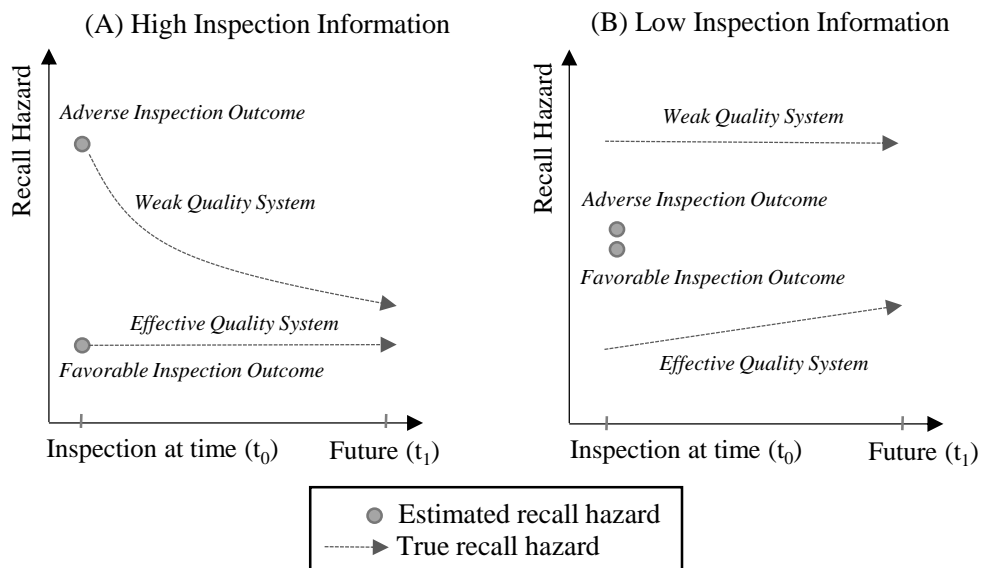 (A) High Inspection Information
Recall Hazard
Adverse Inspection Outcome
Weak Quality System
Effective Quality System
Favorable Inspection Outcome
Inspection at time (t₀)
Future (t₁)
(B) Low Inspection Information
Recall Hazard
Weak Quality System
Adverse Inspection Outcome
Favorable Inspection Outcome
Effective Quality System
Inspection at time (t₀)
Future (t₁)
Estimated recall hazard
True recall hazard